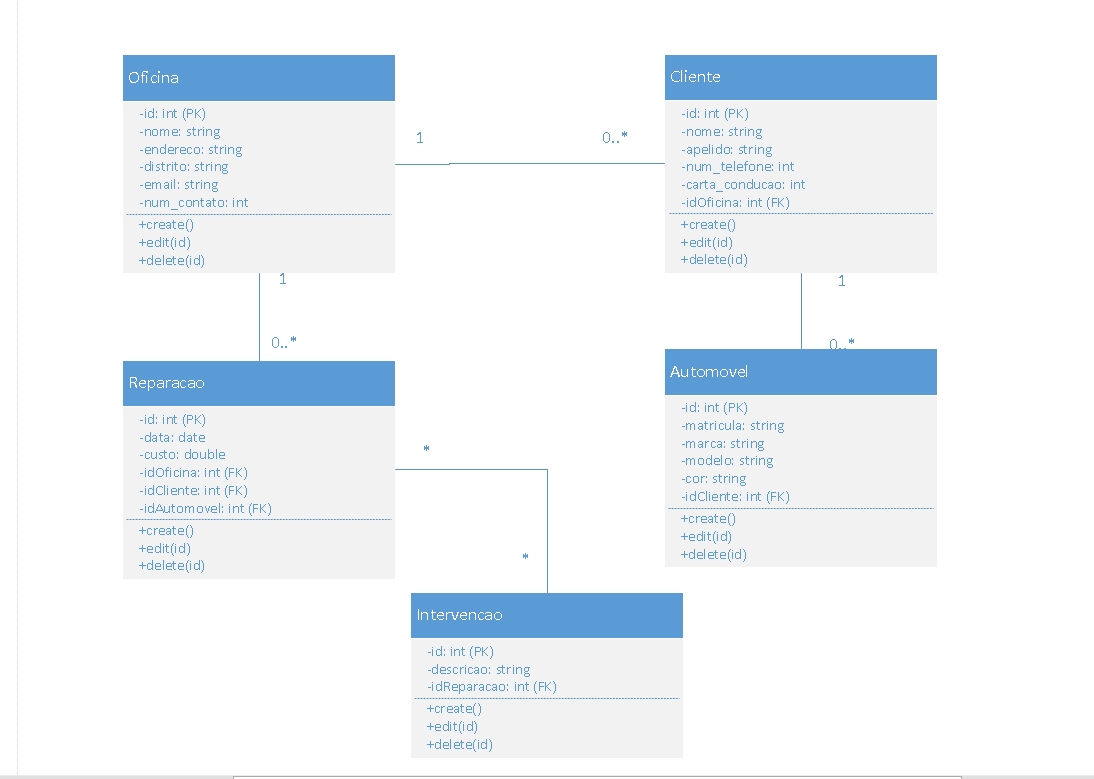 Oficina
-id: int (PK)
-nome: string
-endereco: string
-distrito: string
-email: string
-num_contato: int
+create()
+edit(id)
+delete(id)
1
0..*
Cliente
-id: int (PK)
-nome: string
-apelido: string
-num_telefone: int
-carta_conducao: int
-idOficina: int (FK)
+create()
+edit(id)
+delete(id)
1
0..*
1
0..*
Reparacao
-id: int (PK)
-data: date
-custo: double
-idOficina: int (FK)
-idCliente: int (FK)
-idAutomovel: int (FK)
+create()
+edit(id)
+delete(id)
*
*
Automovel
-id: int (PK)
-matricula: string
-marca: string
-modelo: string
-cor: string
-idCliente: int (FK)
+create()
+edit(id)
+delete(id)
Intervencao
-id: int (PK)
-descricao: string
-idReparacao: int (FK)
+create()
+edit(id)
+delete(id)